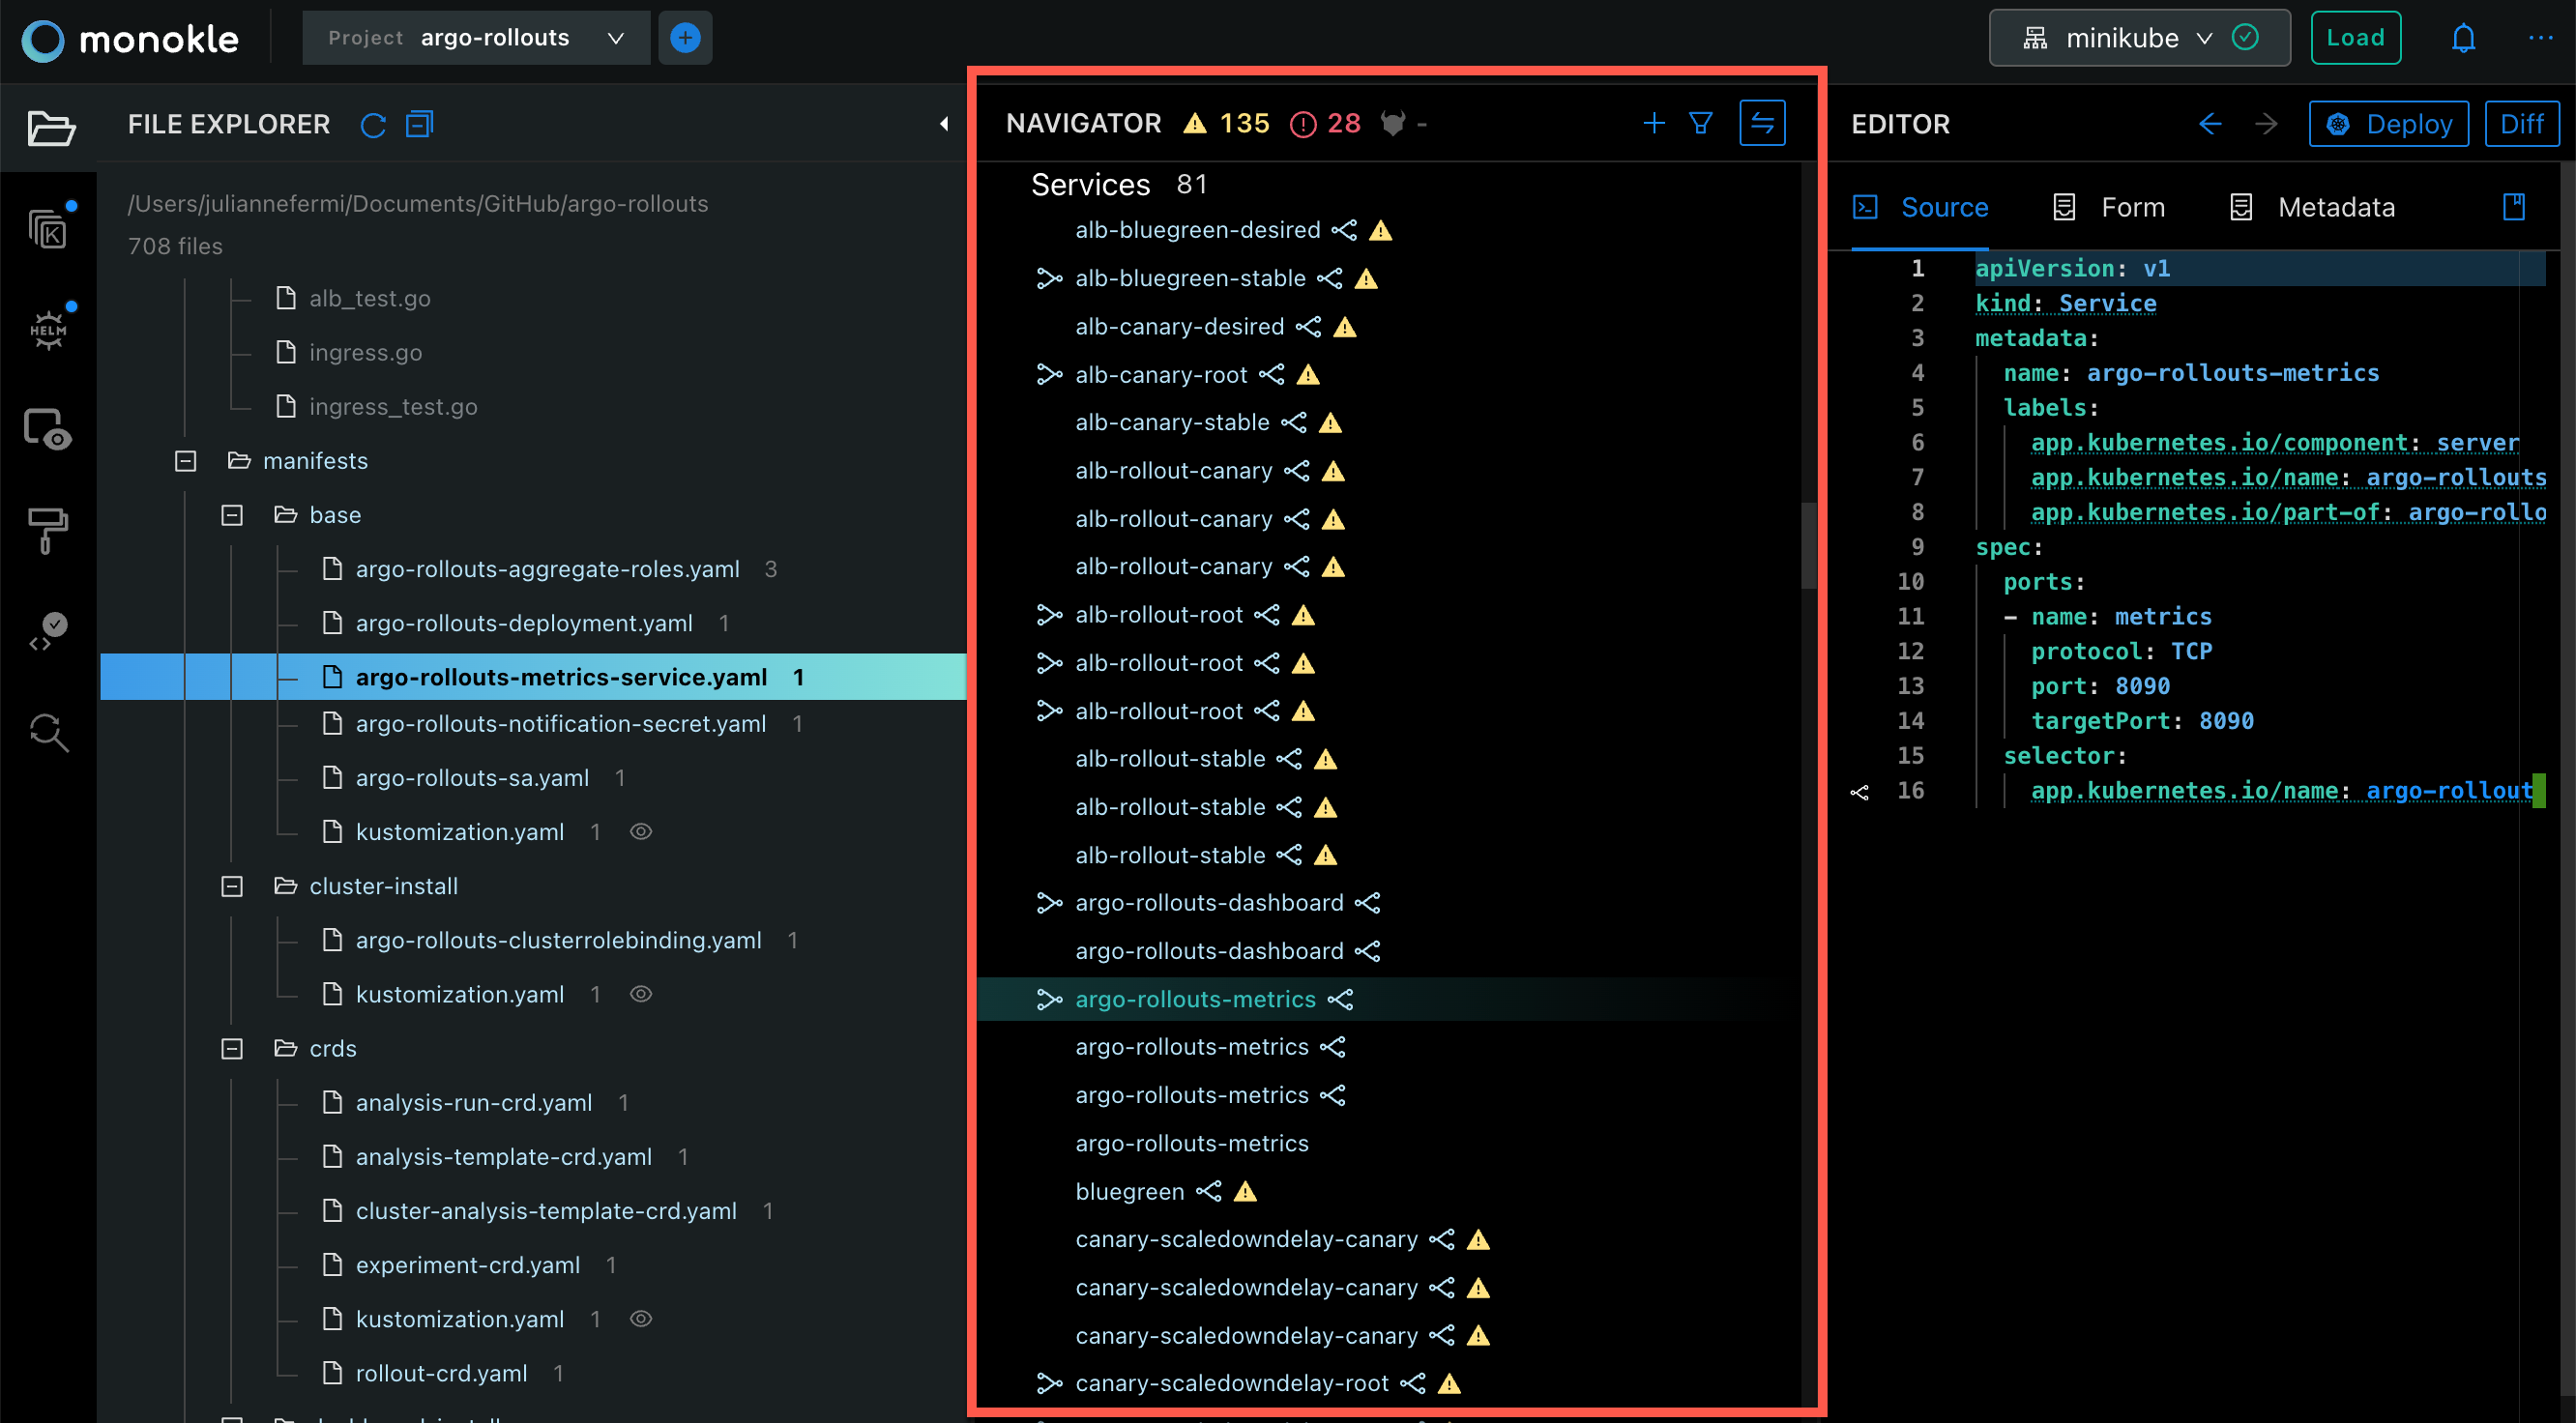 monokle
Project argo-rollouts
minikube
Load
FILE EXPLORER
/Users/juliannefermi/Documents/GitHub/argo-rollouts
708 files
alb_test.go
ingress.go
ingress_test.go
manifests
base
argo-rollouts-aggregate-roles.yaml 3
argo-rollouts-deployment.yaml 1
argo-rollouts-metrics-service.yaml 1
argo-rollouts-notification-secret.yaml 1
argo-rollouts-sa.yaml 1
kustomization.yaml 1
cluster-install
argo-rollouts-clusterrolebinding.yaml 1
kustomization.yaml 1
crds
analysis-run-crd.yaml 1
analysis-template-crd.yaml 1
cluster-analysis-template-crd.yaml 1
experiment-crd.yaml 1
kustomization.yaml 1
rollout-crd.yaml 1
K
HELM
NAVIGATOR 135 28 -
Services 81
alb-bluegreen-desired
alb-bluegreen-stable
alb-canary-desired
alb-canary-root
alb-canary-stable
alb-rollout-canary
alb-rollout-canary
alb-rollout-canary
alb-rollout-root
alb-rollout-root
alb-rollout-root
alb-rollout-stable
alb-rollout-stable
alb-rollout-stable
argo-rollouts-dashboard
argo-rollouts-dashboard
argo-rollouts-metrics
argo-rollouts-metrics
argo-rollouts-metrics
argo-rollouts-metrics
bluegreen
canary-scaledowndelay-canary
canary-scaledowndelay-canary
canary-scaledowndelay-canary
canary-scaledowndelay-root
EDITOR
Deploy
Diff
Source
Form
Metadata
1 apiVersion: v1
2 kind: Service
3 metadata:
4 name: argo-rollouts-metrics
5 labels:
6 app.kubernetes.io/component: server
7 app.kubernetes.io/name: argo-rollouts
8 app.kubernetes.io/part-of: argo-rollo
9 spec:
10 ports:
11 - name: metrics
12 protocol: TCP
13 port: 8090
14 targetPort: 8090
15 selector:
16 app.kubernetes.io/name: argo-rollout